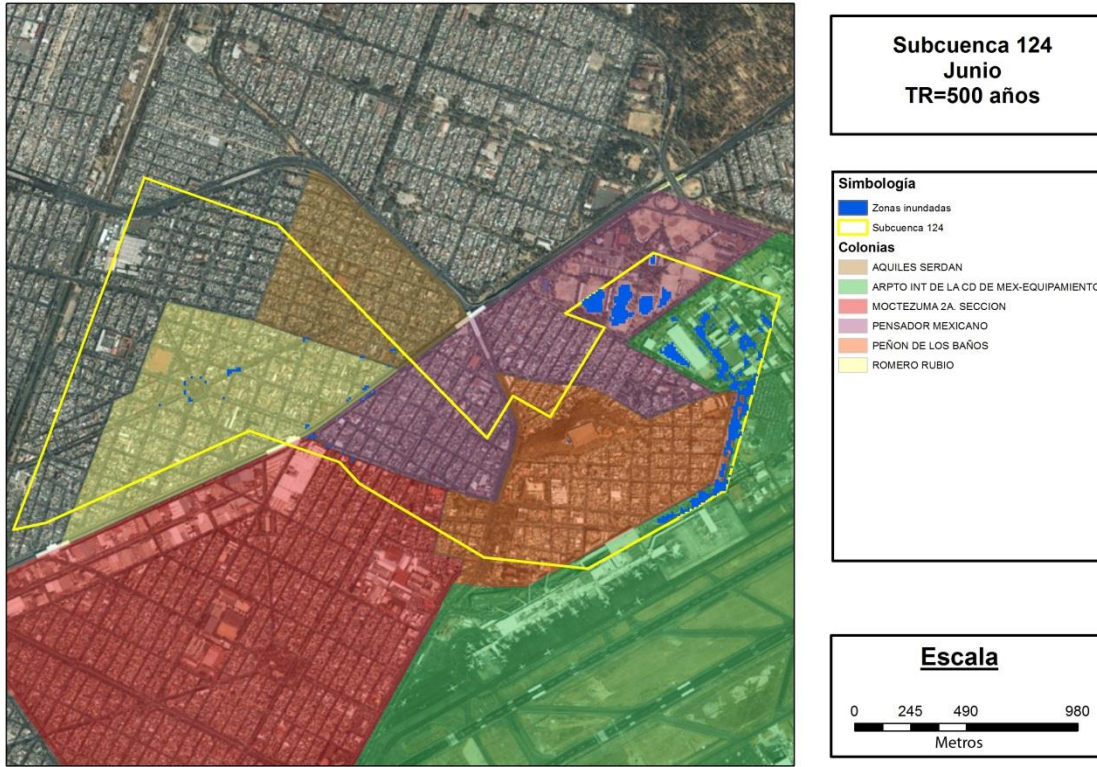 Subcuenca 124
Junio
TR=500 años
Simbología
Zonas inundadas
Subcuenca 124
Colonias
AQUILES SERDAN
ARPTO INT DE LA CD DE MEX-EQUIPAMIENTO
MOCTEZUMA 2A. SECCION
PENSADOR MEXICANO
PEÑON DE LOS BAÑOS
ROMERO RUBIO
Escala
0 245 490 980
Metros